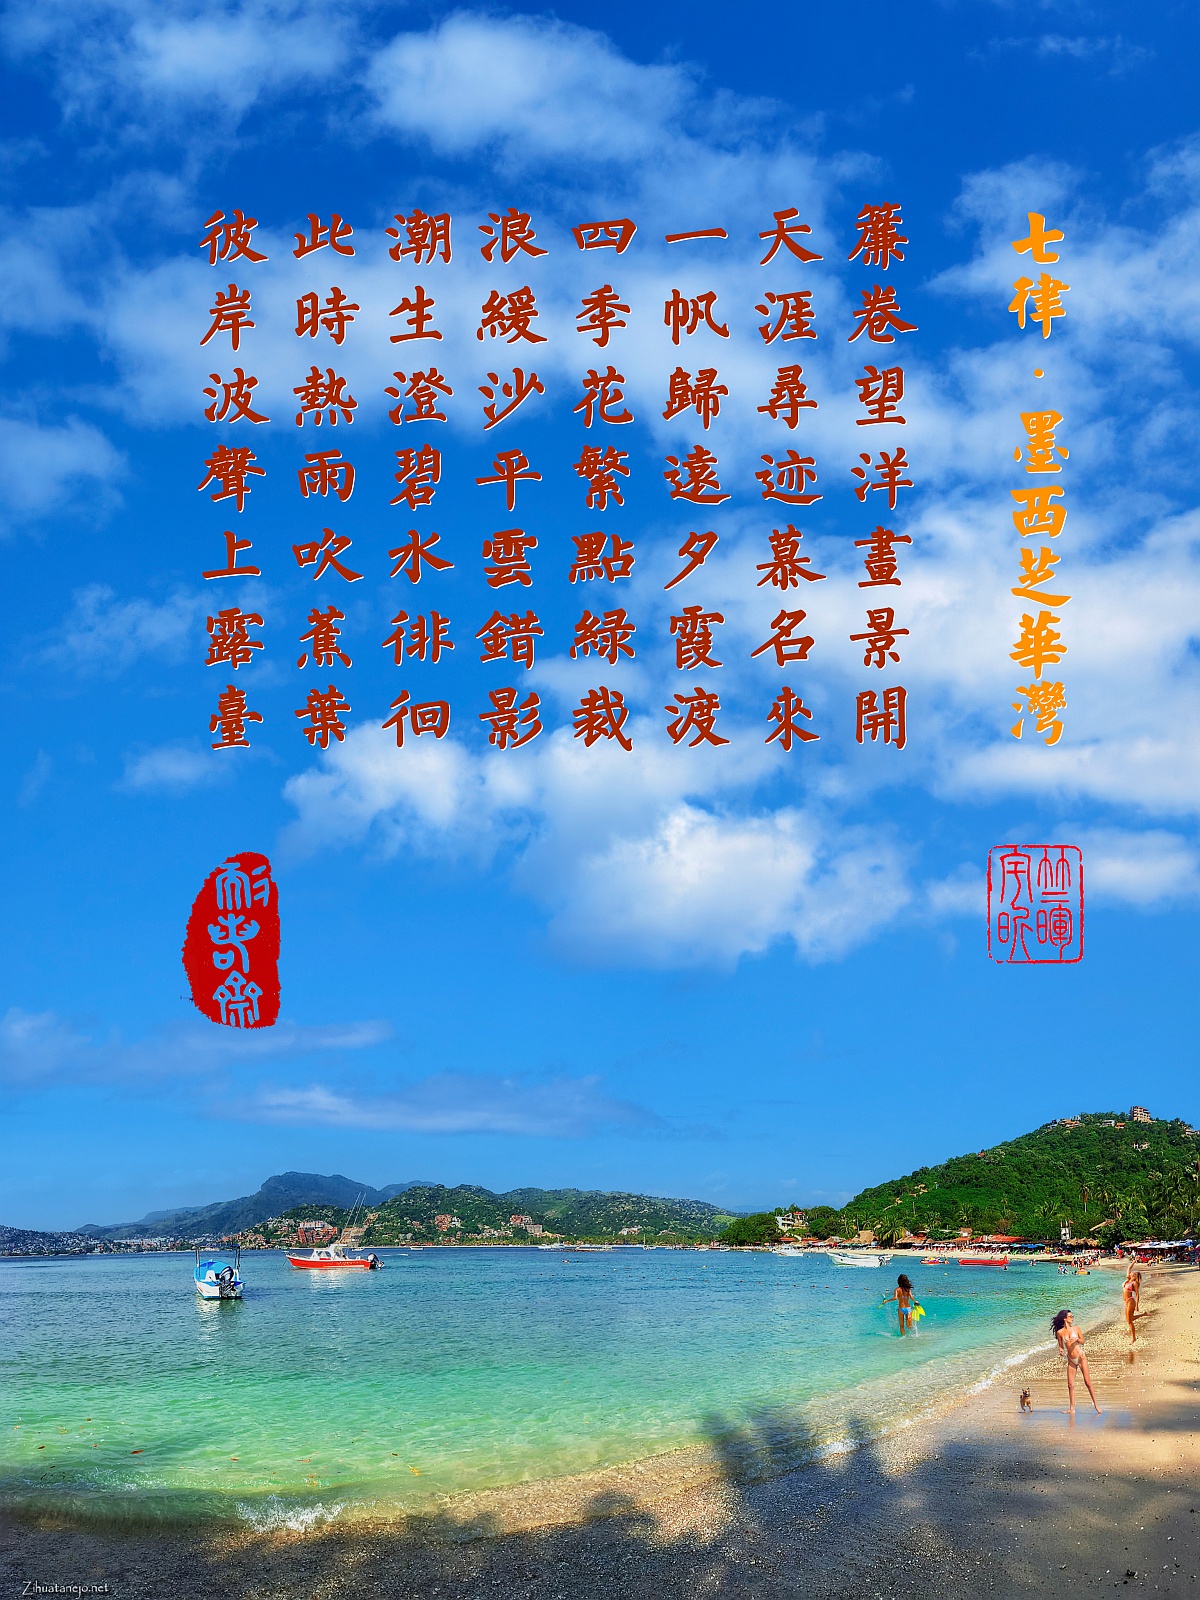 七律·墨西芝華灣
簾卷望洋畫景開
天涯尋迹慕名來
一帆歸遠夕霞渡
四季花繁點綠裁
浪緩沙平雲錯影
潮生澄碧水徘徊
此時熱雨吹蕉葉
彼岸波聲上露臺
Zihuatanejo.net